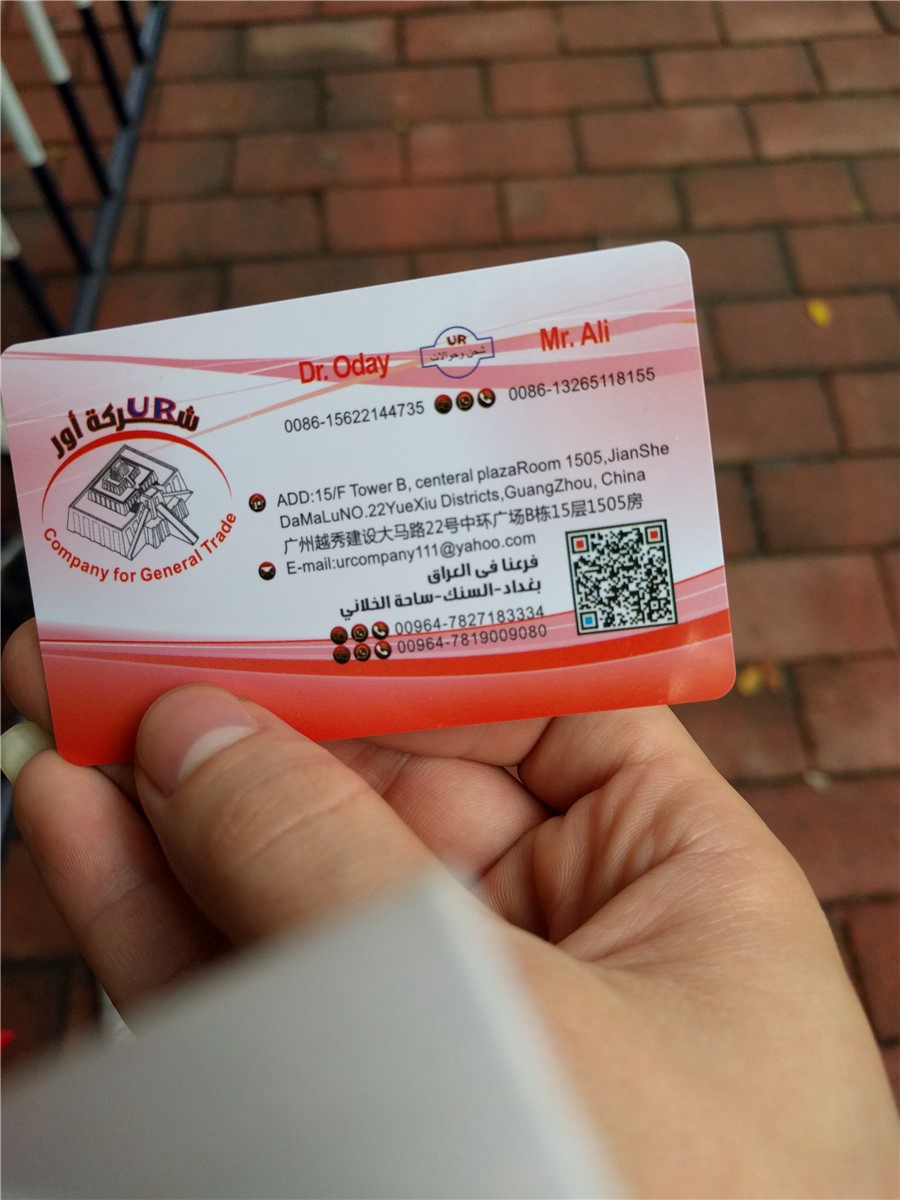 Dr. Oday
UR
شحن وحوالات
Mr. Ali
0086-15622144735
0086-13265118155
شركة أور
UR
Company for General Trade
ADD:15/F Tower B, centeral plazaRoom 1505,JianShe
DaMaLuNO.22YueXiu Districts,GuangZhou, China
广州越秀建设大马路22号中环广场B栋15层1505房
E-mail:urcompany111@yahoo.com
فرعنا في العراق
بغداد-السنك-ساحة الخلاني
00964-7827183334
00964-7819009080